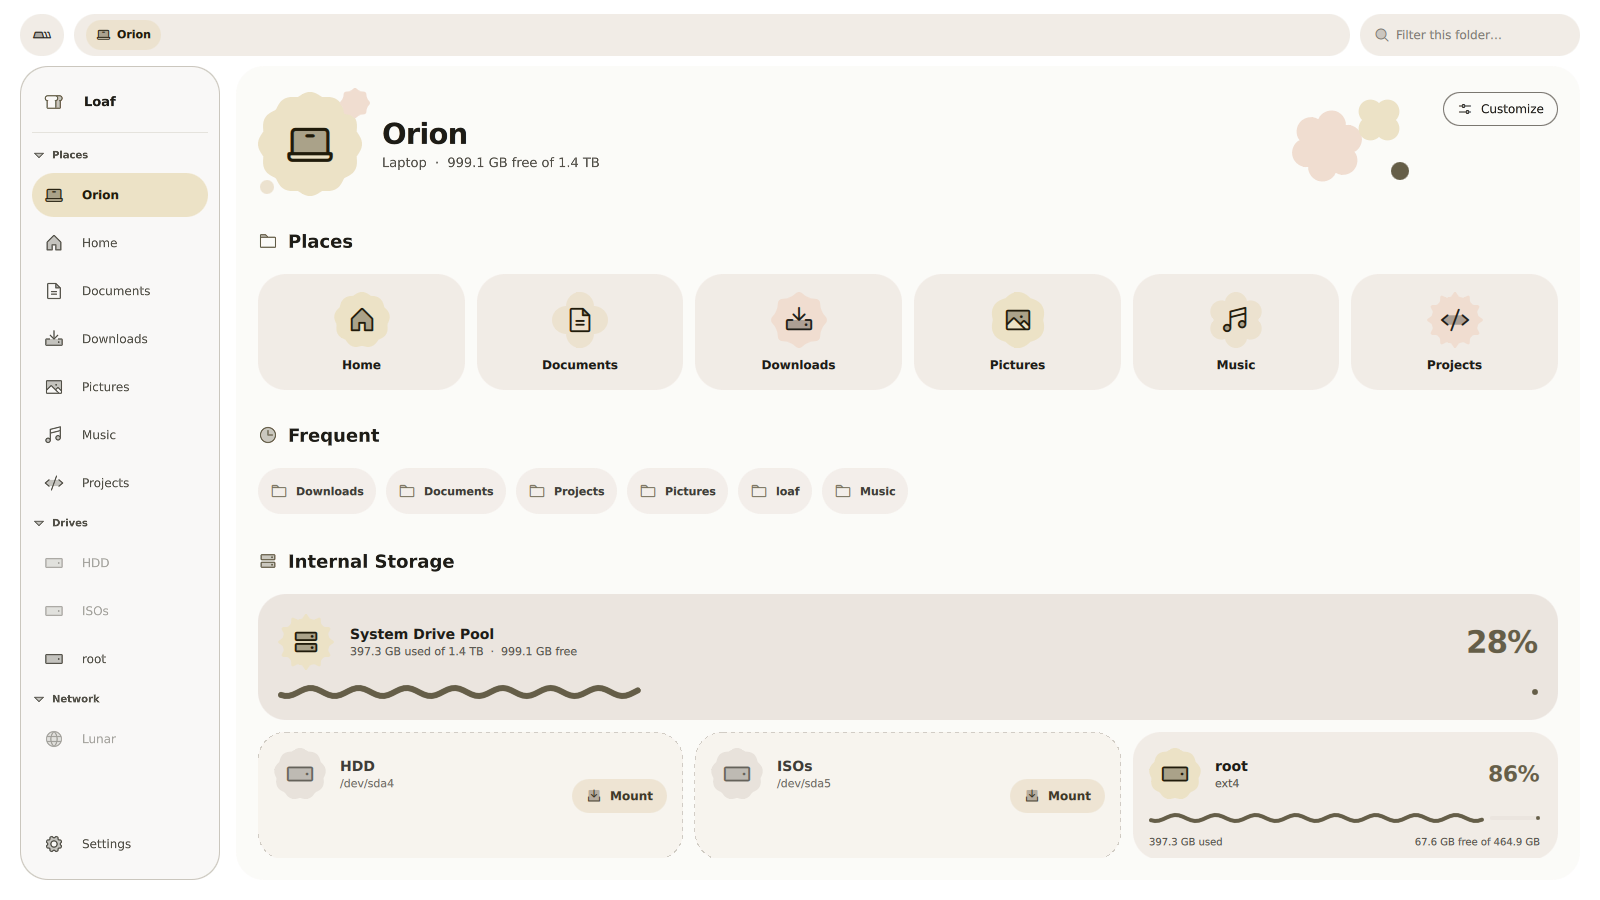 Orion
Filter this folder...
Loaf
Places
Orion
Home
Documents
Downloads
Pictures
Music
Projects
Drives
HDD
ISOs
root
Network
Lunar
Settings
Orion
Laptop · 999.1 GB free of 1.4 TB
Customize
Places
Home
Documents
Downloads
Pictures
Music
Projects
Frequent
Downloads
Documents
Projects
Pictures
loaf
Music
Internal Storage
System Drive Pool
397.3 GB used of 1.4 TB · 999.1 GB free
28%
HDD
/dev/sda4
Mount
ISOs
/dev/sda5
Mount
root
ext4
86%
397.3 GB used
67.6 GB free of 464.9 GB